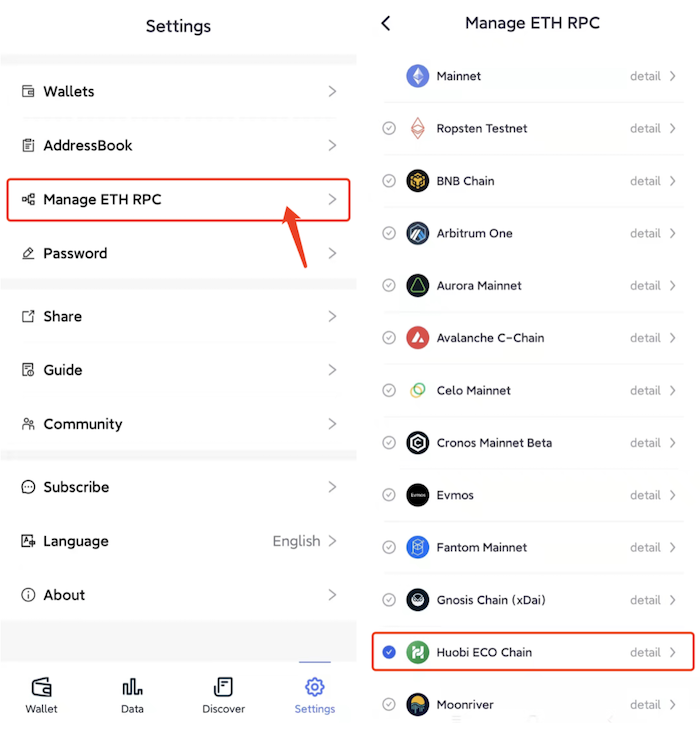 Settings
Wallets
AddressBook
Manage ETH RPC
Password
Share
Guide
Community
Subscribe
Language English
About
Wallet Data Discover Settings
Manage ETH RPC
Mainnet detail
Ropsten Testnet detail
BNB Chain detail
Arbitrum One detail
Aurora Mainnet detail
Avalanche C-Chain detail
Celo Mainnet detail
Cronos Mainnet Beta detail
Evmos Evmos detail
Fantom Mainnet detail
Gnosis Chain (xDai) detail
Huobi ECO Chain detail
Moonriver detail